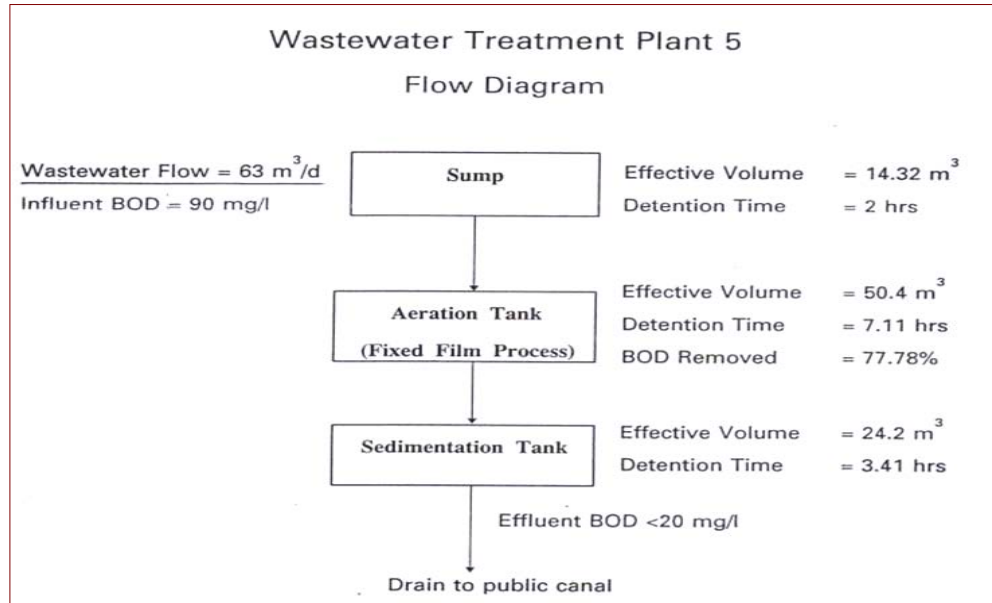 Wastewater Treatment Plant 5
Flow Diagram
Wastewater Flow = 63 m³/d
Influent BOD = 90 mg/l
Sump
Effective Volume = 14.32 m³
Detention Time = 2 hrs
Aeration Tank
(Fixed Film Process)
Effective Volume = 50.4 m³
Detention Time = 7.11 hrs
BOD Removed = 77.78%
Sedimentation Tank
Effective Volume = 24.2 m³
Detention Time = 3.41 hrs
Effluent BOD <20 mg/l
Drain to public canal